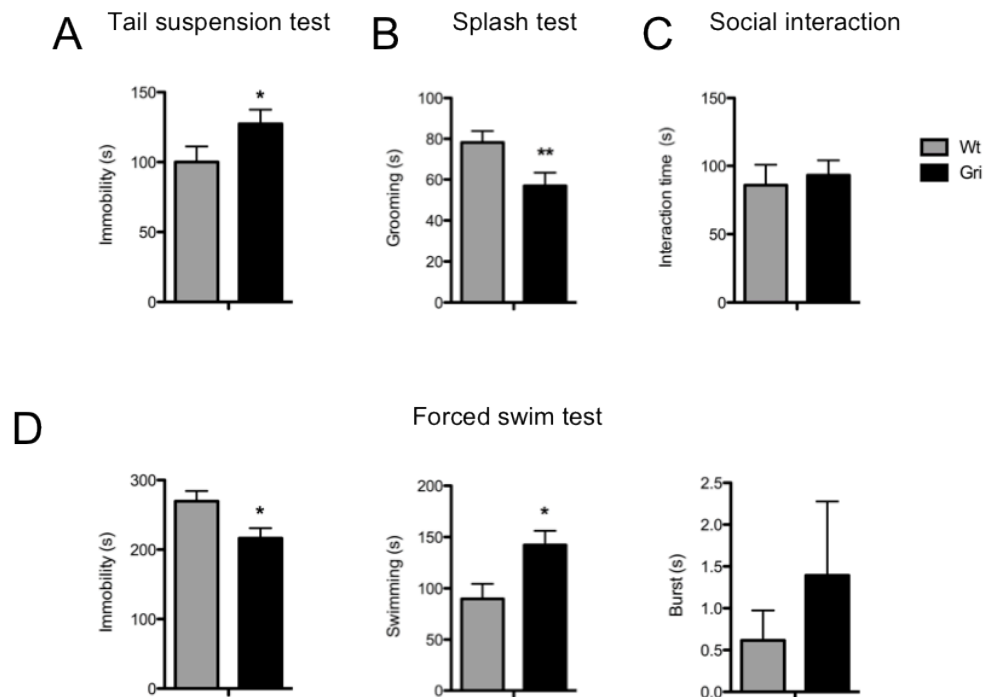 A
Tail suspension test
B
Splash test
C
Social interaction
150
100
50
0
Immobility (s)
*
100
80
60
40
20
0
Grooming (s)
**
150
100
50
0
Interaction time (s)
Wt
Gri
D
Forced swim test
300
200
100
0
Immobility (s)
*
200
150
100
50
0
Swimming (s)
*
2.5
2.0
1.5
1.0
0.5
0.0
Burst (s)